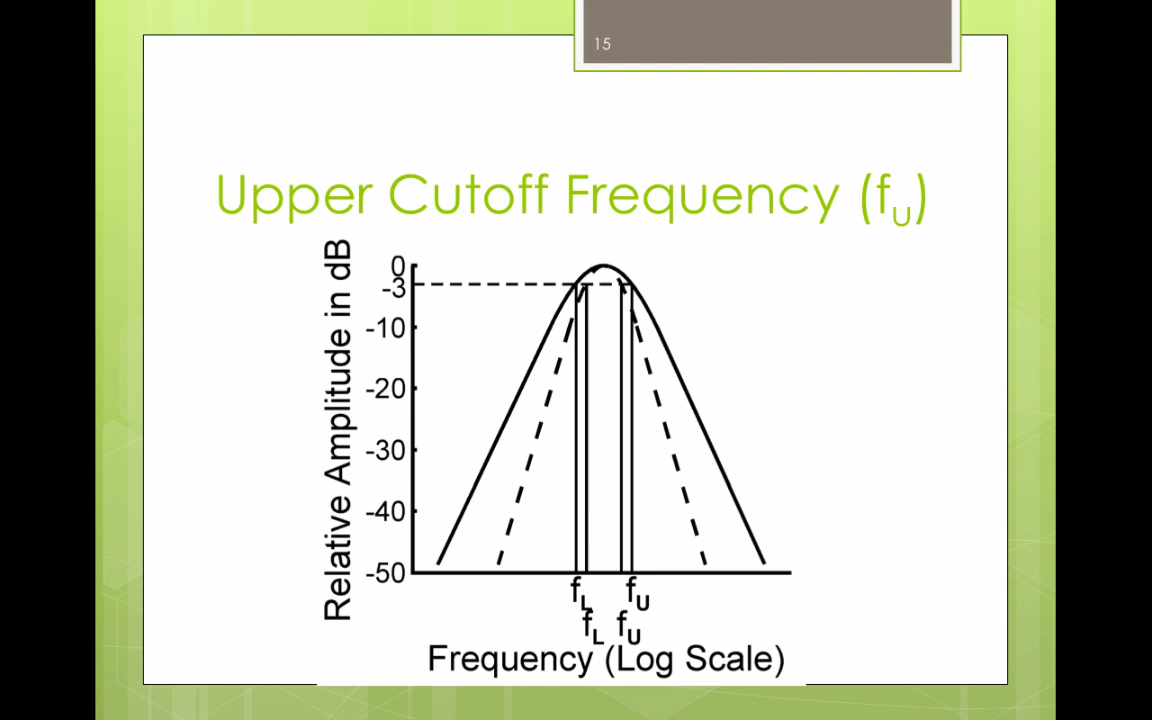 15
Upper Cutoff Frequency (fU)
Relative Amplitude in dB
0
-3
-10
-20
-30
-40
-50
fL fU
fL fU
Frequency (Log Scale)